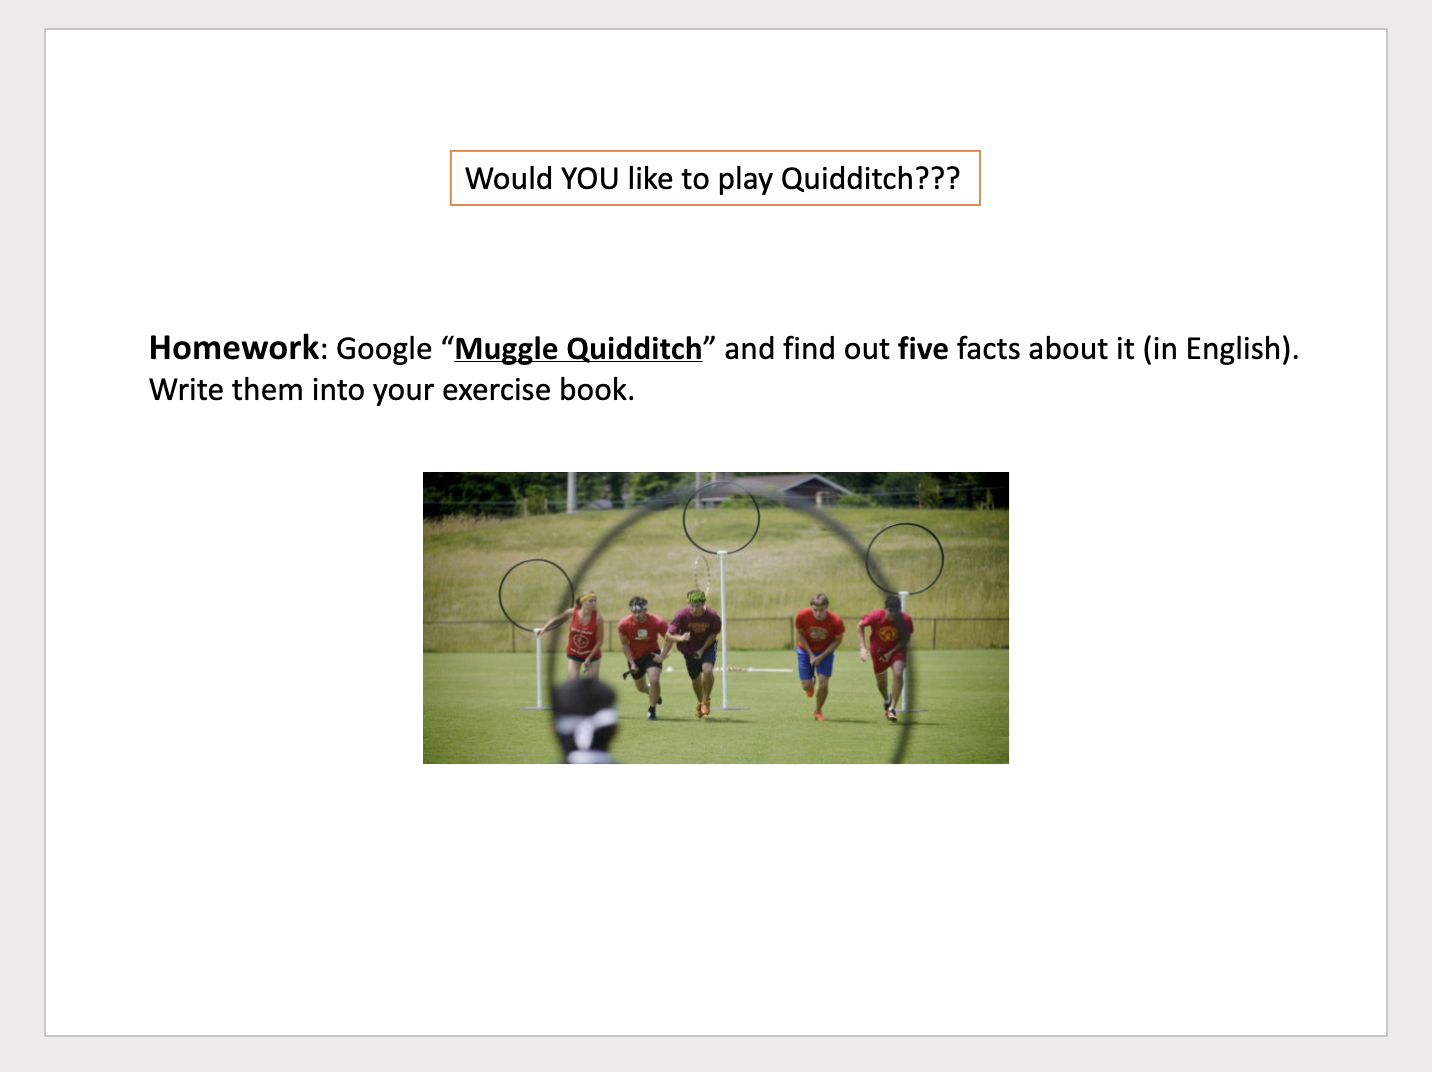 Would YOU like to play Quidditch???
Homework: Google “Muggle Quidditch” and find out five facts about it (in English).
Write them into your exercise book.